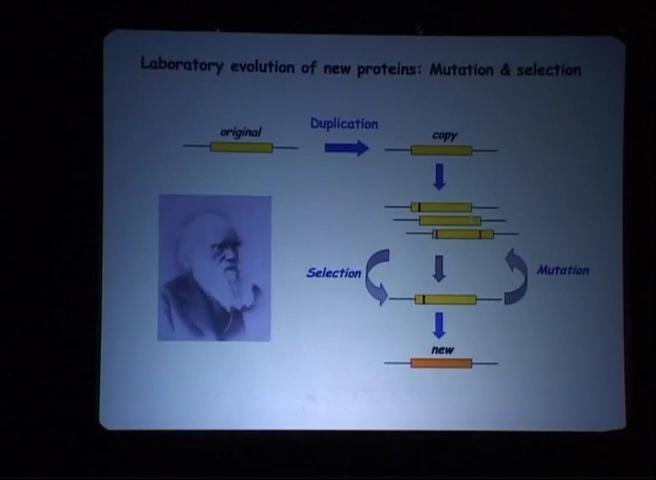 Laboratory evolution of new proteins: Mutation & selection
original
Duplication
copy
Selection
Mutation
new